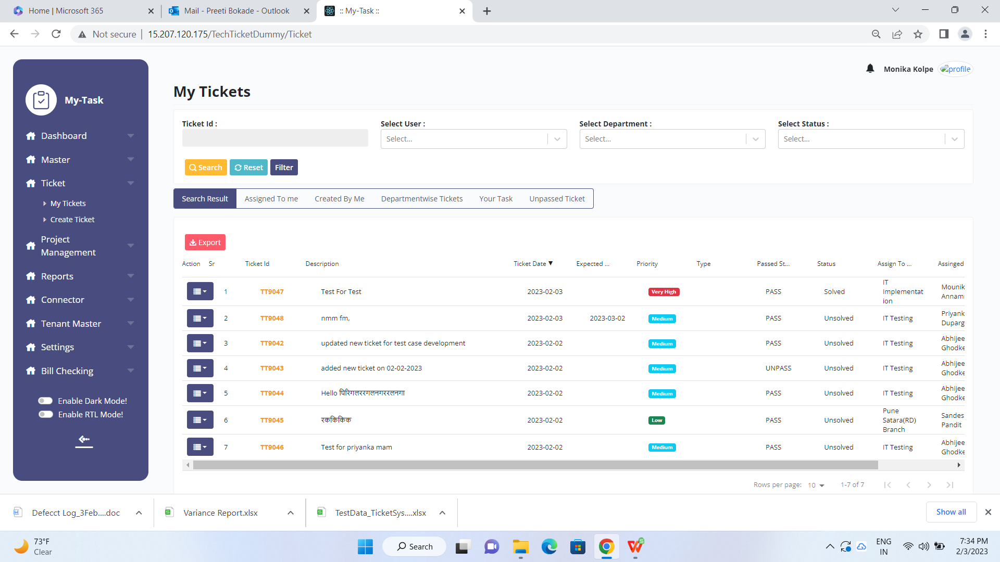 Home | Microsoft 365
Mail - Preeti Bokade - Outlook
:: My-Task ::
Not secure | 15.207.120.175/TechTicketDummy/Ticket
My-Task
Dashboard
Master
Ticket
My Tickets
Create Ticket
Project
Management
Reports
Connector
Tenant Master
Settings
Bill Checking
Enable Dark Mode!
Enable RTL Mode!
Monika Kolpe
profile
My Tickets
Ticket Id : Select User : Select Department : Select Status :
Select... Select... Select...
Search Reset Filter
Search Result Assigned To me Created By Me Departmentwise Tickets Your Task Unpassed Ticket
Export
Action Sr Ticket Id Description Ticket Date ▼ Expected ... Priority Type Passed St... Status Assign To ... Assinged
1 TT9047 Test For Test 2023-02-03 Very High PASS Solved IT Implementat ion Mounik Annam
2 TT9048 nmm fm, 2023-02-03 2023-03-02 Medium PASS Unsolved IT Testing Priyank Duparg
3 TT9042 updated new ticket for test case development 2023-02-02 Medium PASS Unsolved IT Testing Abhijee Ghodke
4 TT9043 added new ticket on 02-02-2023 2023-02-02 Medium UNPASS Unsolved IT Testing Abhijee Ghodke
5 TT9044 Hello पिरिगलररगलनगररलनगा 2023-02-02 Medium PASS Unsolved IT Testing Abhijee Ghodke
6 TT9045 रककिकिक 2023-02-02 Low PASS Unsolved Pune Satara(RD) Branch Sandes Pandit
7 TT9046 Test for priyanka mam 2023-02-02 Medium PASS Unsolved IT Testing Abhijee Ghodke
Rows per page: 10 1-7 of 7
Defecct Log_3Feb....doc
Variance Report.xlsx
TestData_TicketSys....xlsx
Show all
73°F
Clear
Search
ENG
IN
7:34 PM
2/3/2023